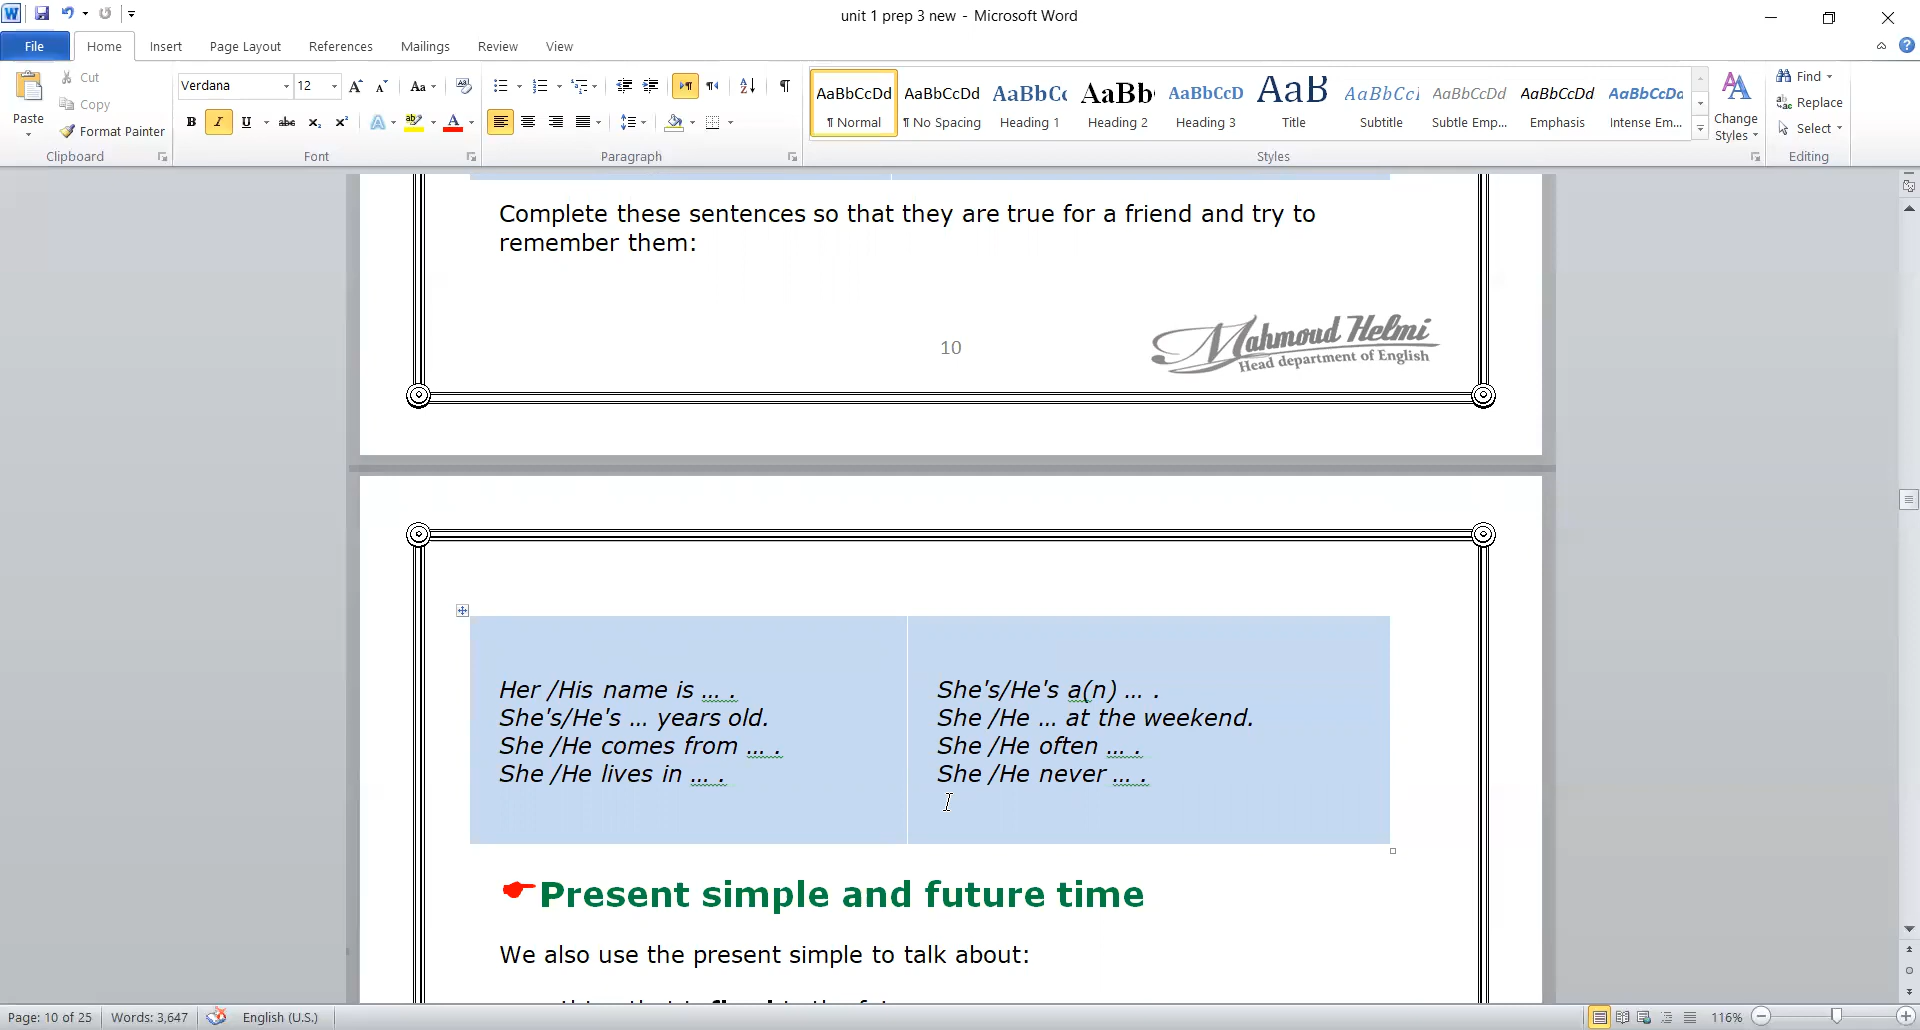 unit 1 prep 3 new - Microsoft Word
File Home Insert Page Layout References Mailings Review View
Paste
Cut
Copy
Format Painter
Clipboard
Verdana 12
Font
Paragraph
AaBbCcDd AaBbCcDd AaBbCc AaBb AaBbCcD AaB AaBbCcI AaBbCcDd AaBbCcDd AaBbCcDd
¶ Normal ¶ No Spacing Heading 1 Heading 2 Heading 3 Title Subtitle Subtle Emp... Emphasis Intense Em...
Styles
Change Styles
Find
Replace
Select
Editing
Complete these sentences so that they are true for a friend and try to
remember them:
10
Mahmoud Helmi
Head department of English
Her /His name is ... .
She's/He's ... years old.
She /He comes from ... .
She /He lives in ... .
She's/He's a(n) ... .
She /He ... at the weekend.
She /He often ... .
She /He never ... .
Present simple and future time
We also use the present simple to talk about:
Page: 10 of 25 Words: 3,647 English (U.S.) 116%